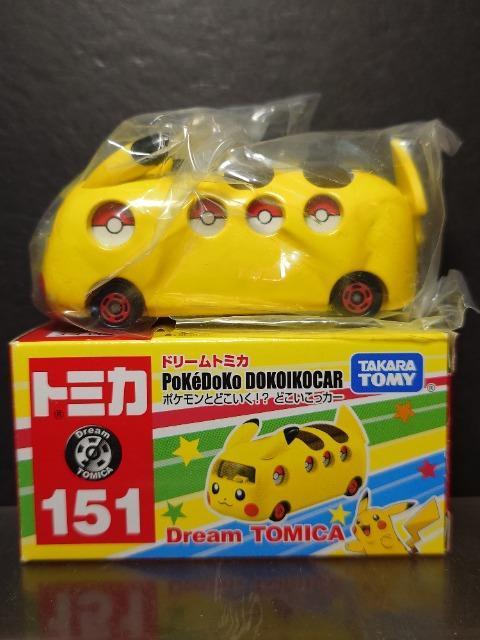 トミカ
®
Dream
TOMICA
151
ドリームトミカ
PoKéDoKo DOKOIKOCAR
ポケモンとどこいく!? どこいこっカー
TAKARA
TOMY
®
Dream TOMICA